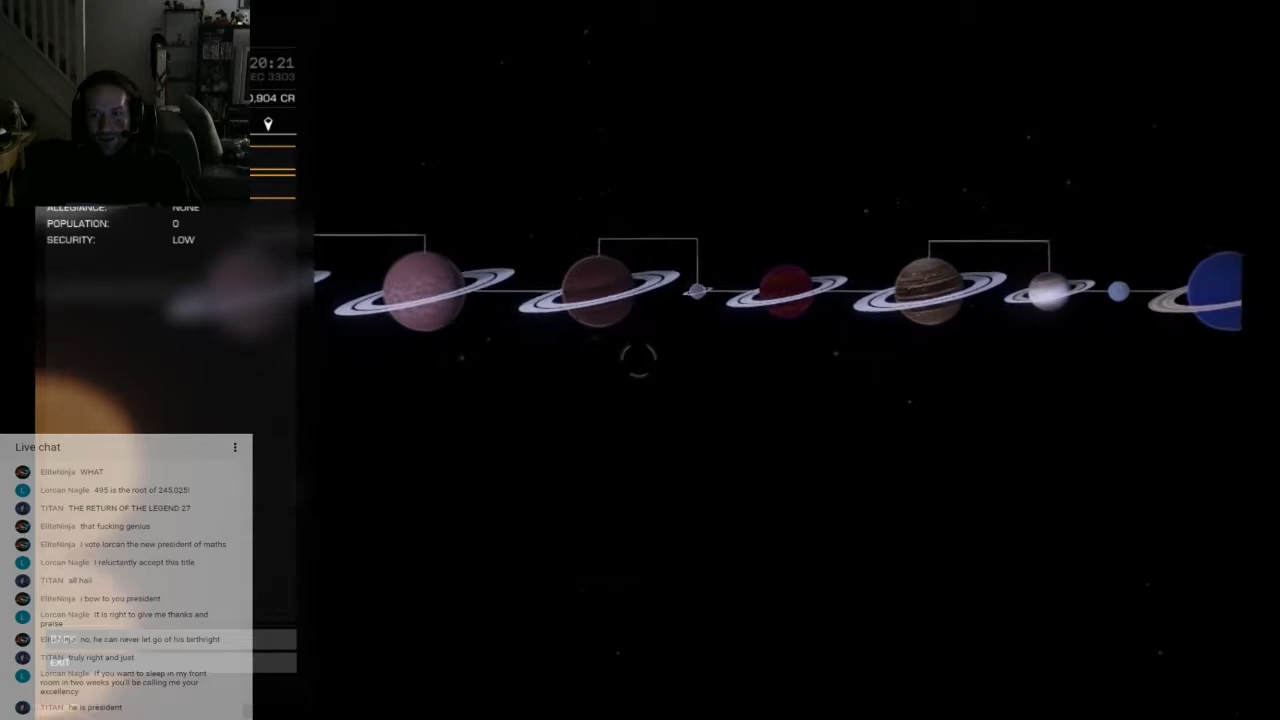 20:21
EC 3303
0,904 CR
ALLEGIANCE: NONE
POPULATION: 0
SECURITY: LOW
Live chat
EliteNinja WHAT
Lorcan Nagle 495 is the root of 245,025!
TITAN THE RETURN OF THE LEGEND 27
EliteNinja that fucking genius
EliteNinja I vote lorcan the new president of maths
Lorcan Nagle I reluctantly accept this title
TITAN all hail
EliteNinja i bow to you president
Lorcan Nagle It is right to give me thanks and
praise
EliteNinja no, he can never let go of his birthright
TITAN truly right and just
EXIT
Lorcan Nagle If you want to sleep in my front
room in two weeks you'll be calling me your
excellency
TITAN he is president